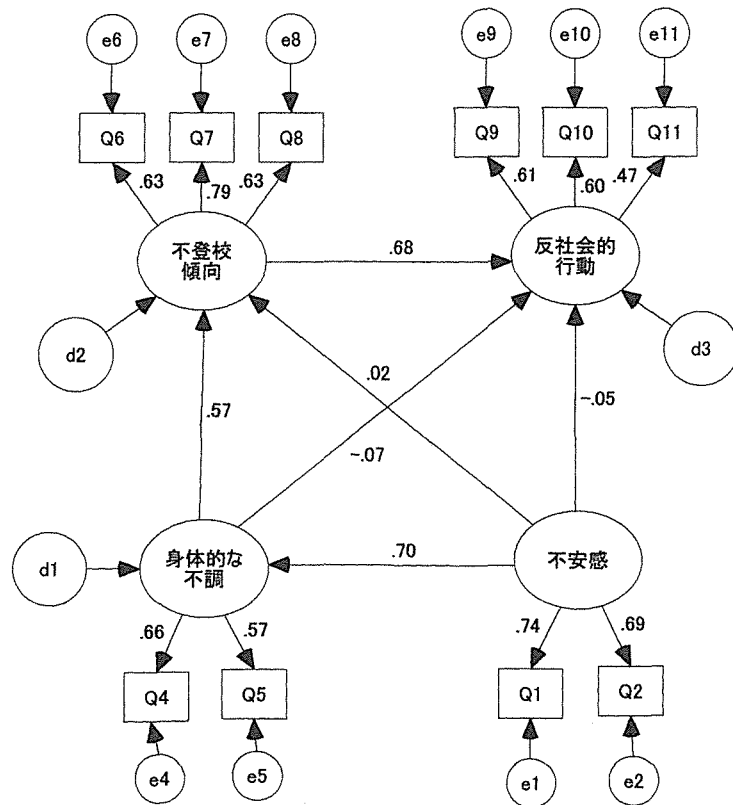 e6 e7 e8 e9 e10 e11
Q6 Q7 Q8 Q9 Q10 Q11
.63 .79 .63 .61 .60 .47
不登校
傾向
反社会的
行動
.68
d2
d3
.02
.57
-.05
-.07
d1
身体的な
不調
.70
不安感
.66 .57 .74 .69
Q4 Q5 Q1 Q2
e4 e5 e1 e2